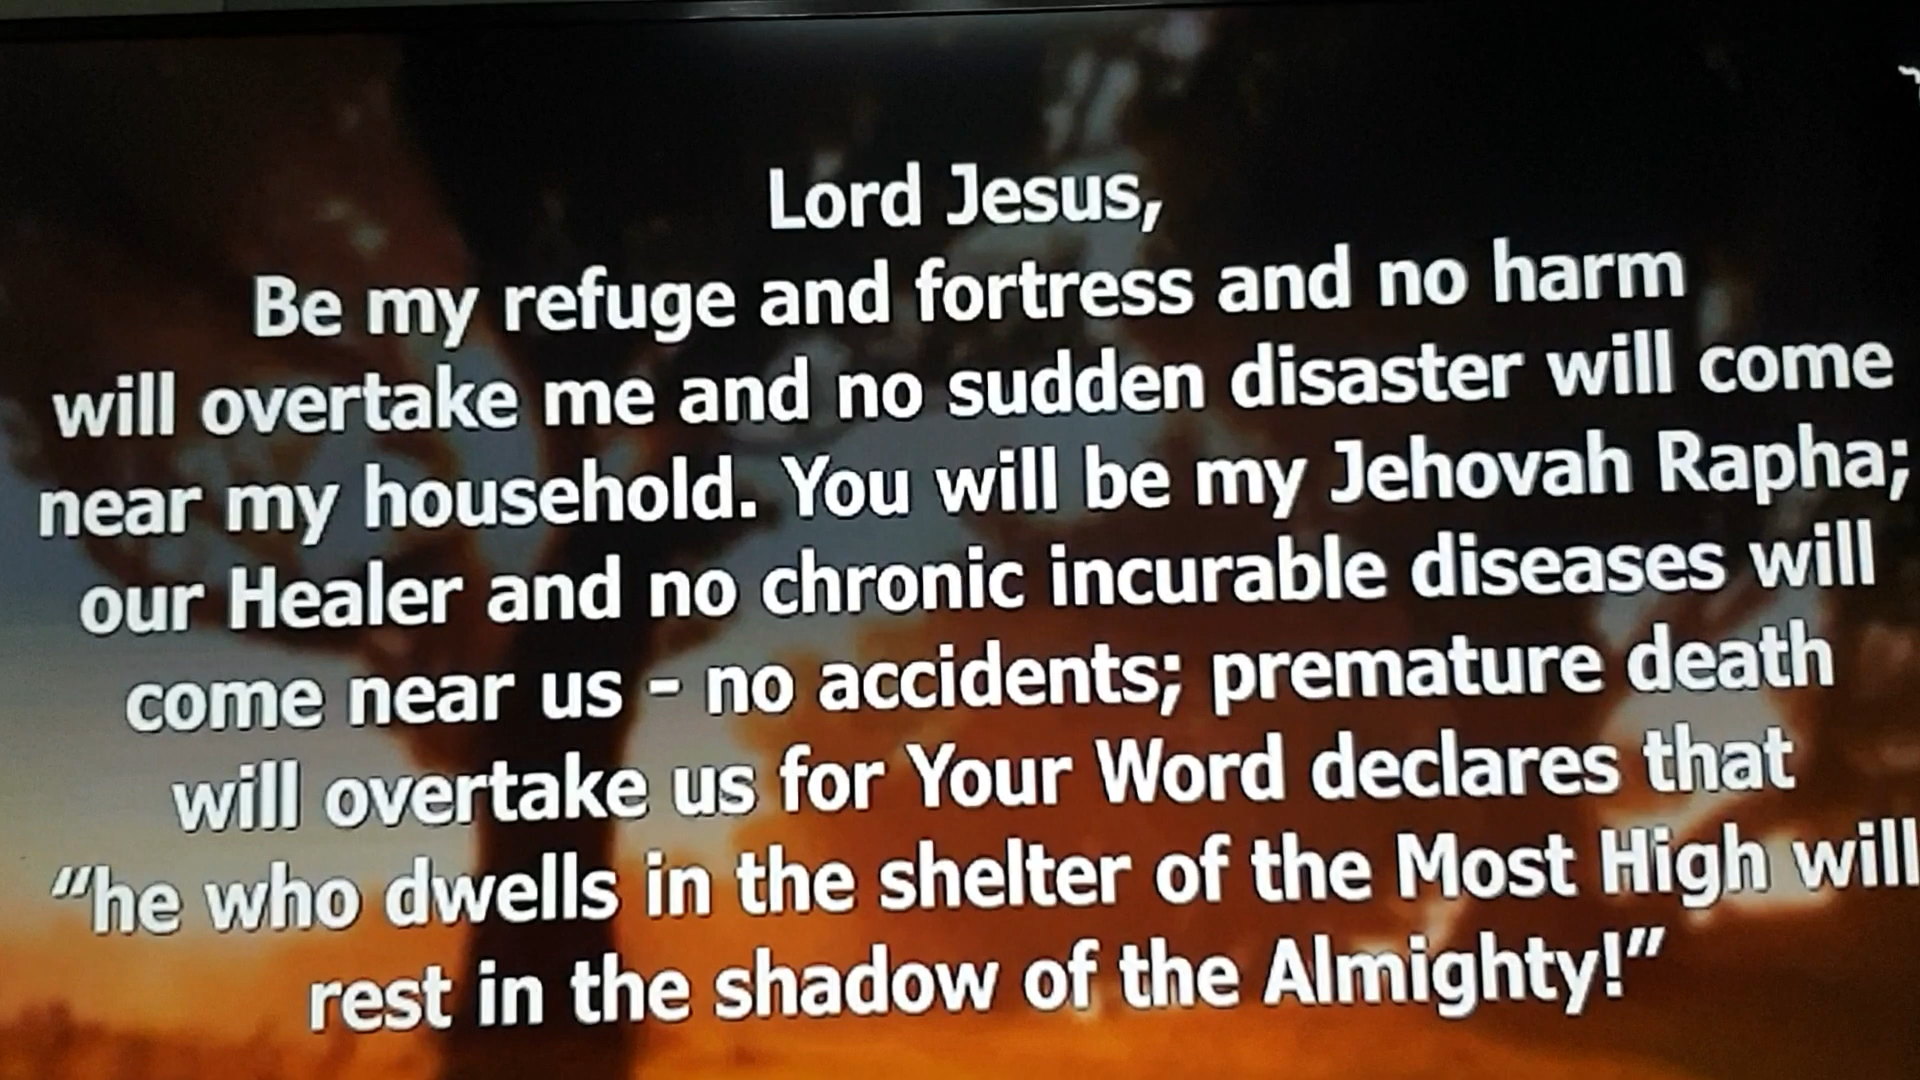 Lord Jesus,
Be my refuge and fortress and no harm
will overtake me and no sudden disaster will come
near my household. You will be my Jehovah Rapha;
our Healer and no chronic incurable diseases will
come near us - no accidents; premature death
will overtake us for Your Word declares that
“he who dwells in the shelter of the Most High will
rest in the shadow of the Almighty!”